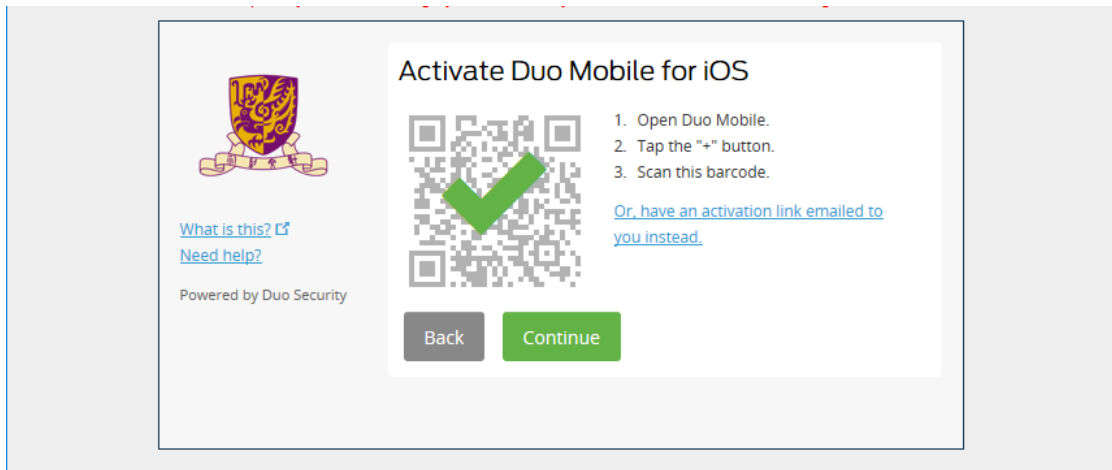 Activate Duo Mobile for iOS
1. Open Duo Mobile.
2. Tap the "+" button.
3. Scan this barcode.
Or, have an activation link emailed to
you instead.
What is this?
Need help?
Powered by Duo Security
Back
Continue